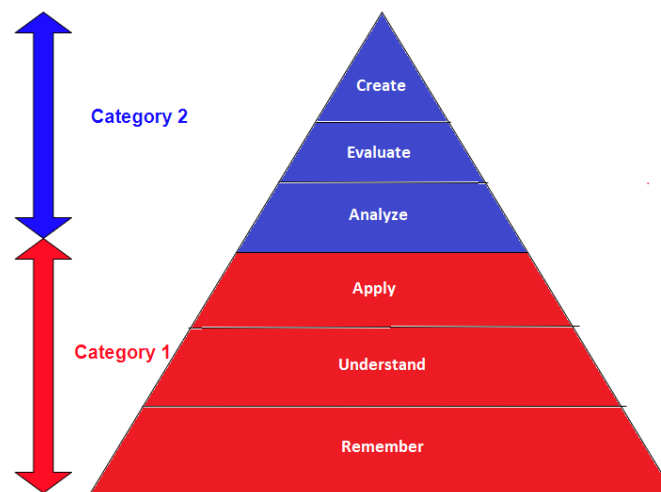 Create
Category 2
Evaluate
Analyze
Apply
Category 1
Understand
Remember